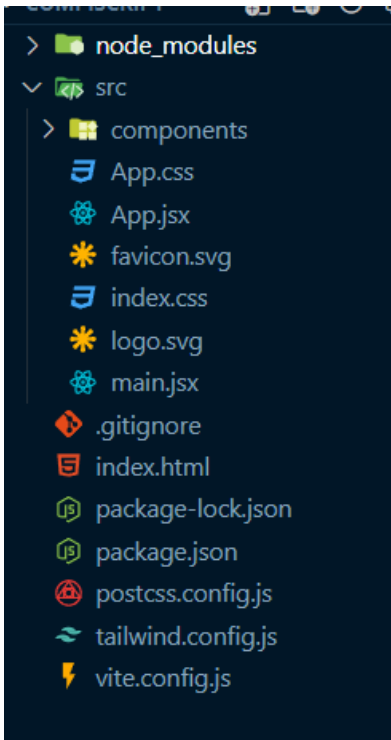 node_modules
src
components
App.css
App.jsx
favicon.svg
index.css
logo.svg
main.jsx
.gitignore
index.html
package-lock.json
package.json
postcss.config.js
tailwind.config.js
vite.config.js